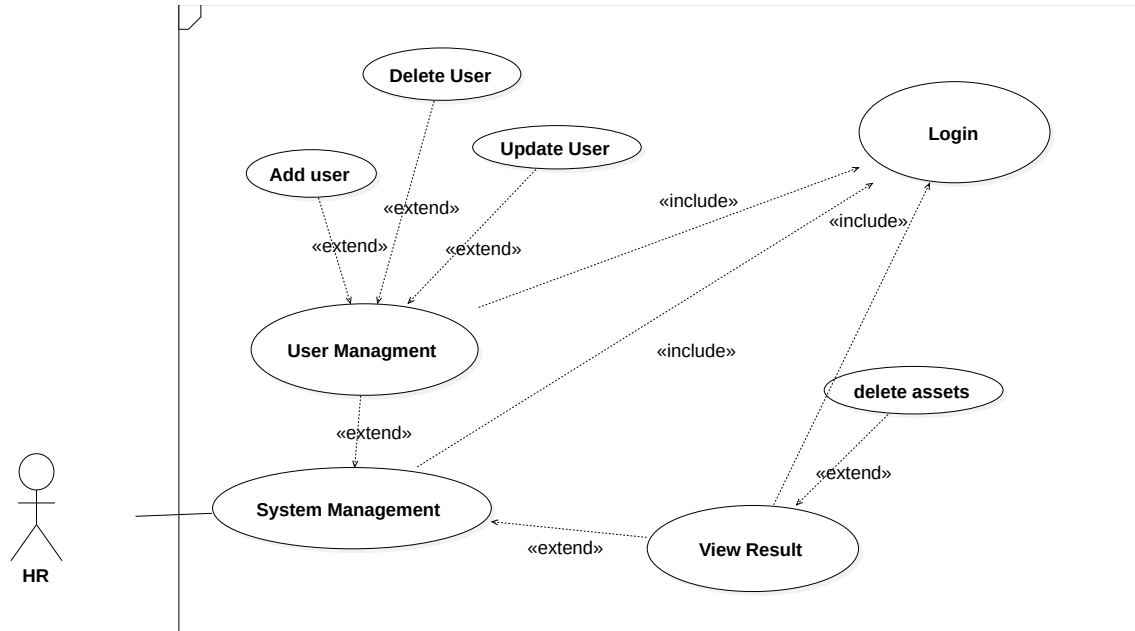 Delete User
Login
Update User
Add user
«include»
«extend»
«include»
«extend»
«extend»
User Managment
«include»
delete assets
«extend»
«extend»
System Management
View Result
«extend»
HR